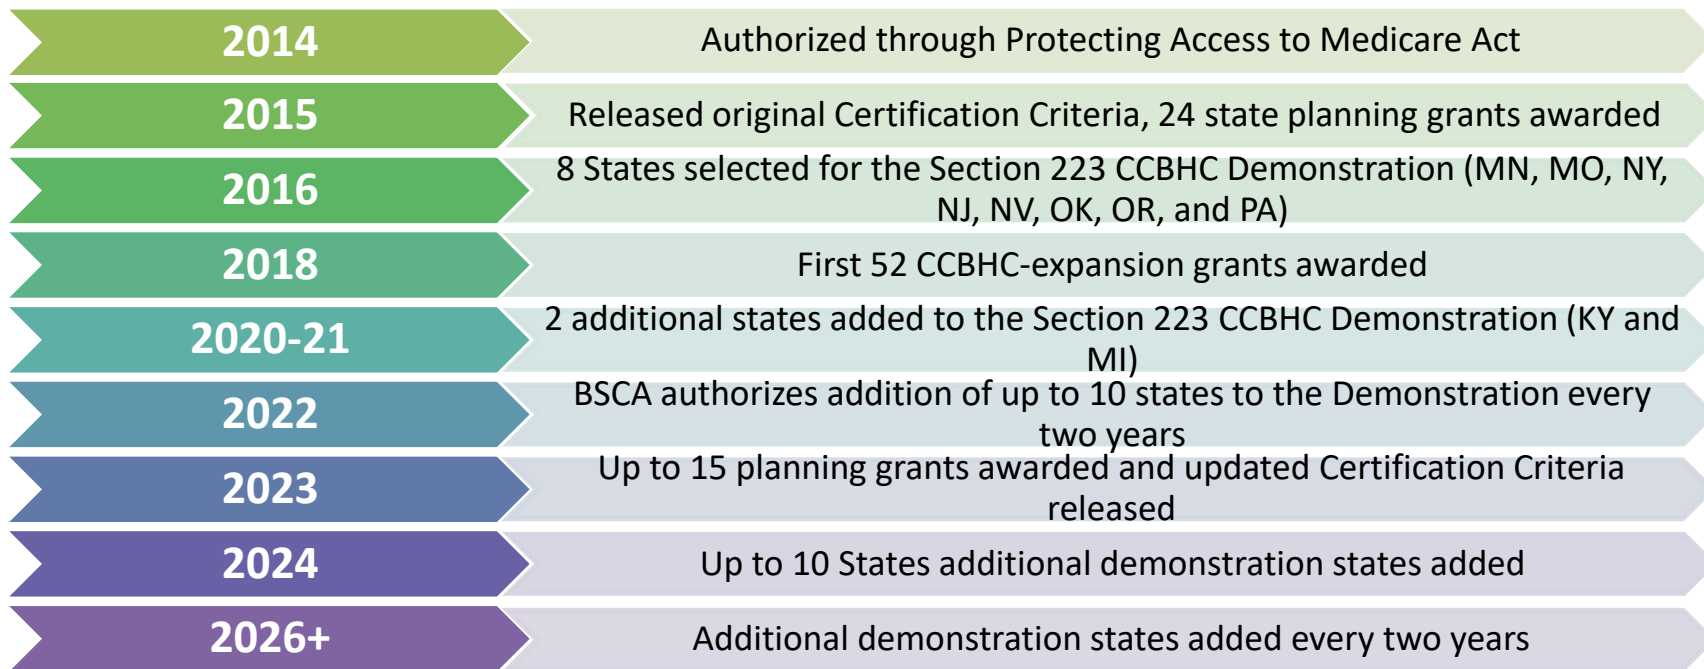 2014
Authorized through Protecting Access to Medicare Act
2015
Released original Certification Criteria, 24 state planning grants awarded
2016
8 States selected for the Section 223 CCBHC Demonstration (MN, MO, NY,
NJ, NV, OK, OR, and PA)
2018
First 52 CCBHC-expansion grants awarded
2020-21
2 additional states added to the Section 223 CCBHC Demonstration (KY and
MI)
2022
BSCA authorizes addition of up to 10 states to the Demonstration every
two years
2023
Up to 15 planning grants awarded and updated Certification Criteria
released
2024
Up to 10 States additional demonstration states added
2026+
Additional demonstration states added every two years